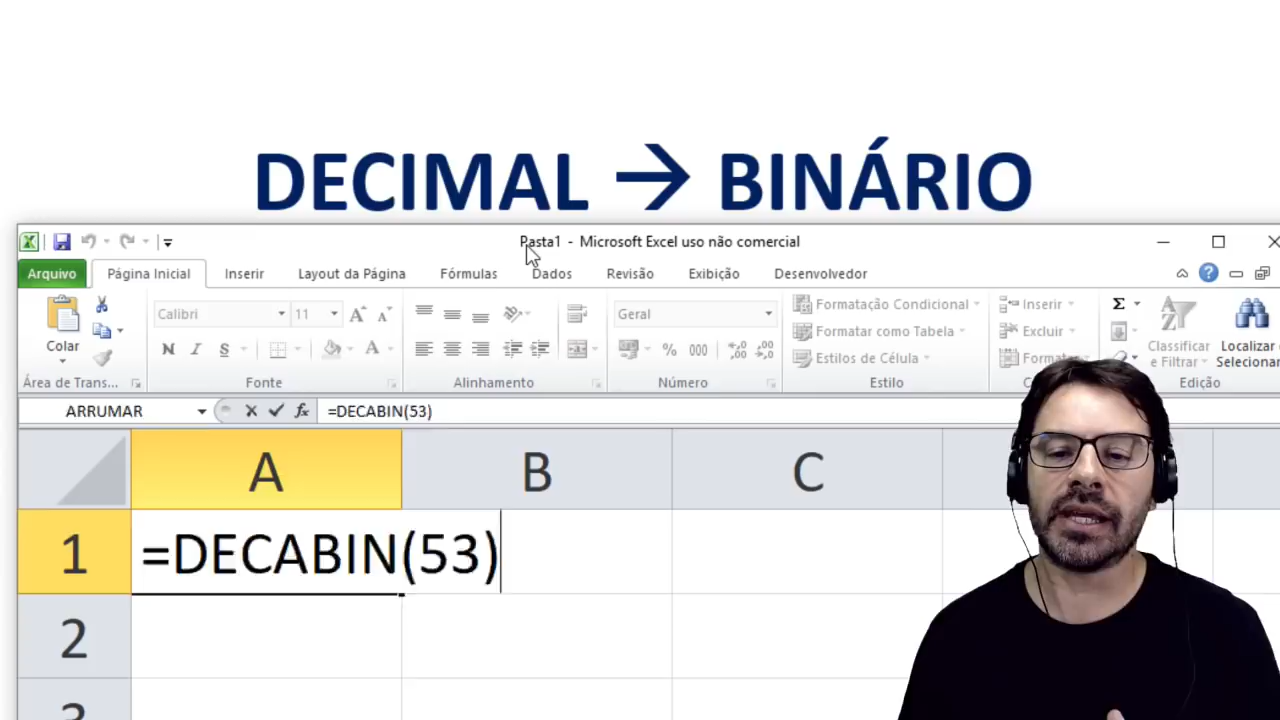 DECIMAL → BINÁRIO
Pasta1 - Microsoft Excel uso não comercial
Arquivo Página Inicial Inserir Layout da Página Fórmulas Dados Revisão Exibição Desenvolvedor
Colar
Área de Trans...
Calibri 11
N I S A
Fonte
Alinhamento
Geral
% 000
Número
Formatação Condicional
Formatar como Tabela
Estilos de Célula
Estilo
Inserir
Excluir
Σ
Classificar
e Filtrar
Localizar
Selecionar
Edição
ARRUMAR fx =DECABIN(53)
A B C
1 =DECABIN(53)
2